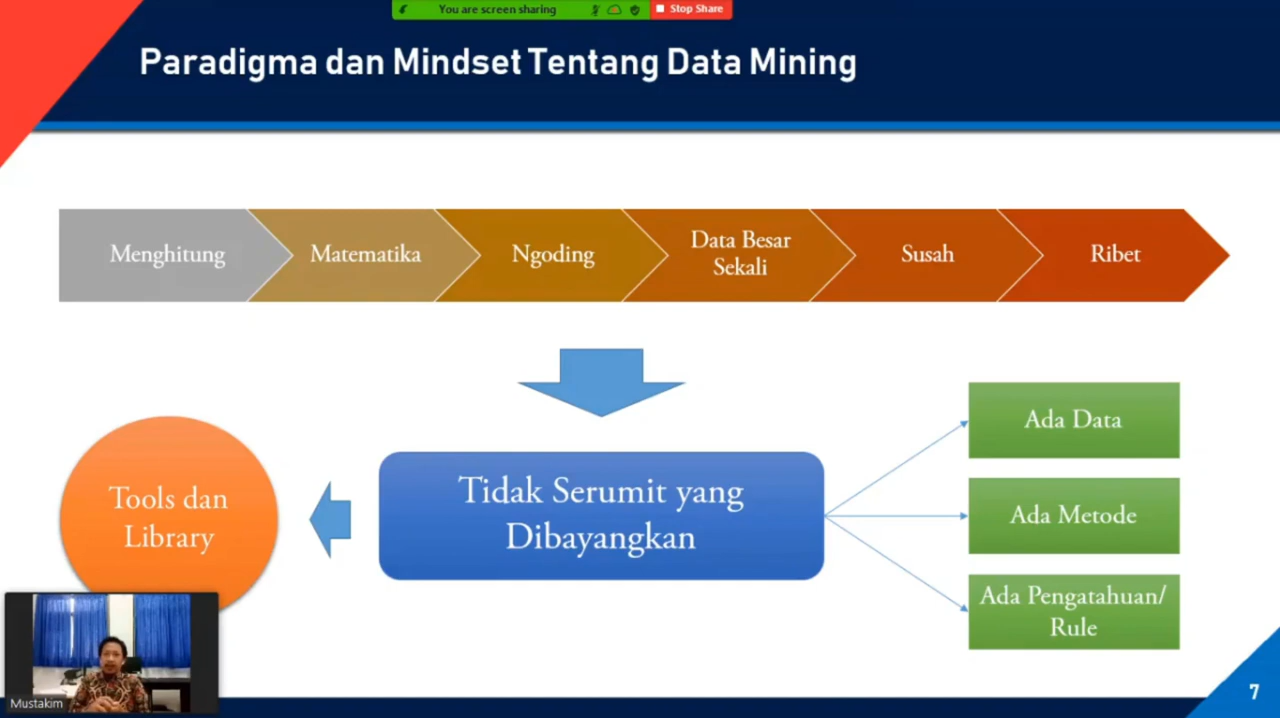 You are screen sharing
Stop Share
Paradigma dan Mindset Tentang Data Mining
Menghitung
Matematika
Ngoding
Data Besar
Sekali
Susah
Ribet
Tools dan
Library
Tidak Serumit yang
Dibayangkan
Ada Data
Ada Metode
Ada Pengatahuan/
Rule
Mustakim
7